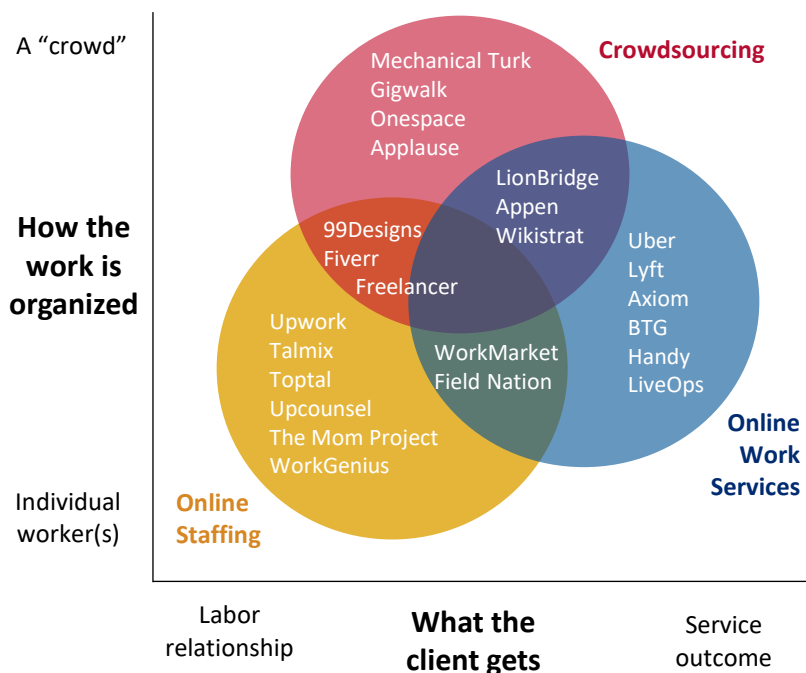 A “crowd”
Crowdsourcing
Mechanical Turk
Gigwalk
Onespace
Applause
LionBridge
Appen
Wikistrat
How the
work is
organized
99Designs
Fiverr
Freelancer
Uber
Lyft
Axiom
BTG
Handy
LiveOps
Upwork
Talmix
Toptal
Upcounsel
The Mom Project
WorkGenius
WorkMarket
Field Nation
Online
Work
Services
Individual
worker(s)
Online
Staffing
Labor
relationship
What the
client gets
Service
outcome